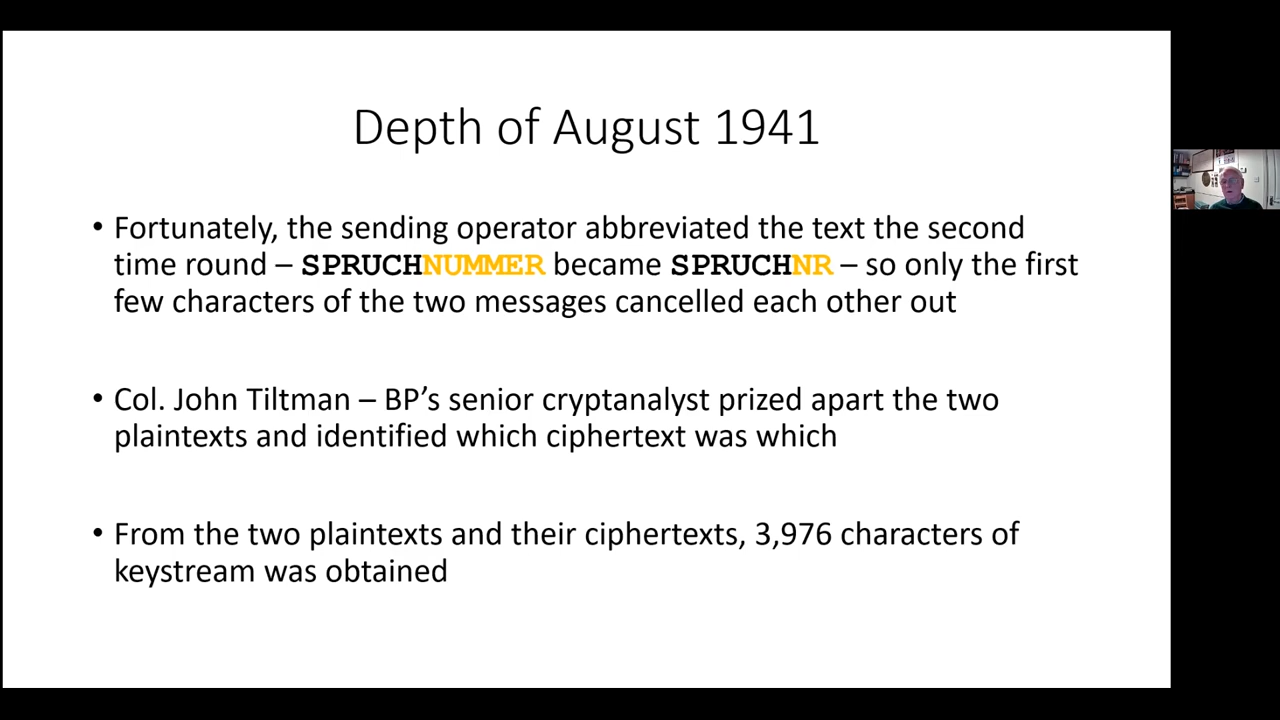 Depth of August 1941
• Fortunately, the sending operator abbreviated the text the second
time round – SPRUCHNUMMER became SPRUCHNR – so only the first
few characters of the two messages cancelled each other out
• Col. John Tiltman – BP’s senior cryptanalyst prized apart the two
plaintexts and identified which ciphertext was which
• From the two plaintexts and their ciphertexts, 3,976 characters of
keystream was obtained